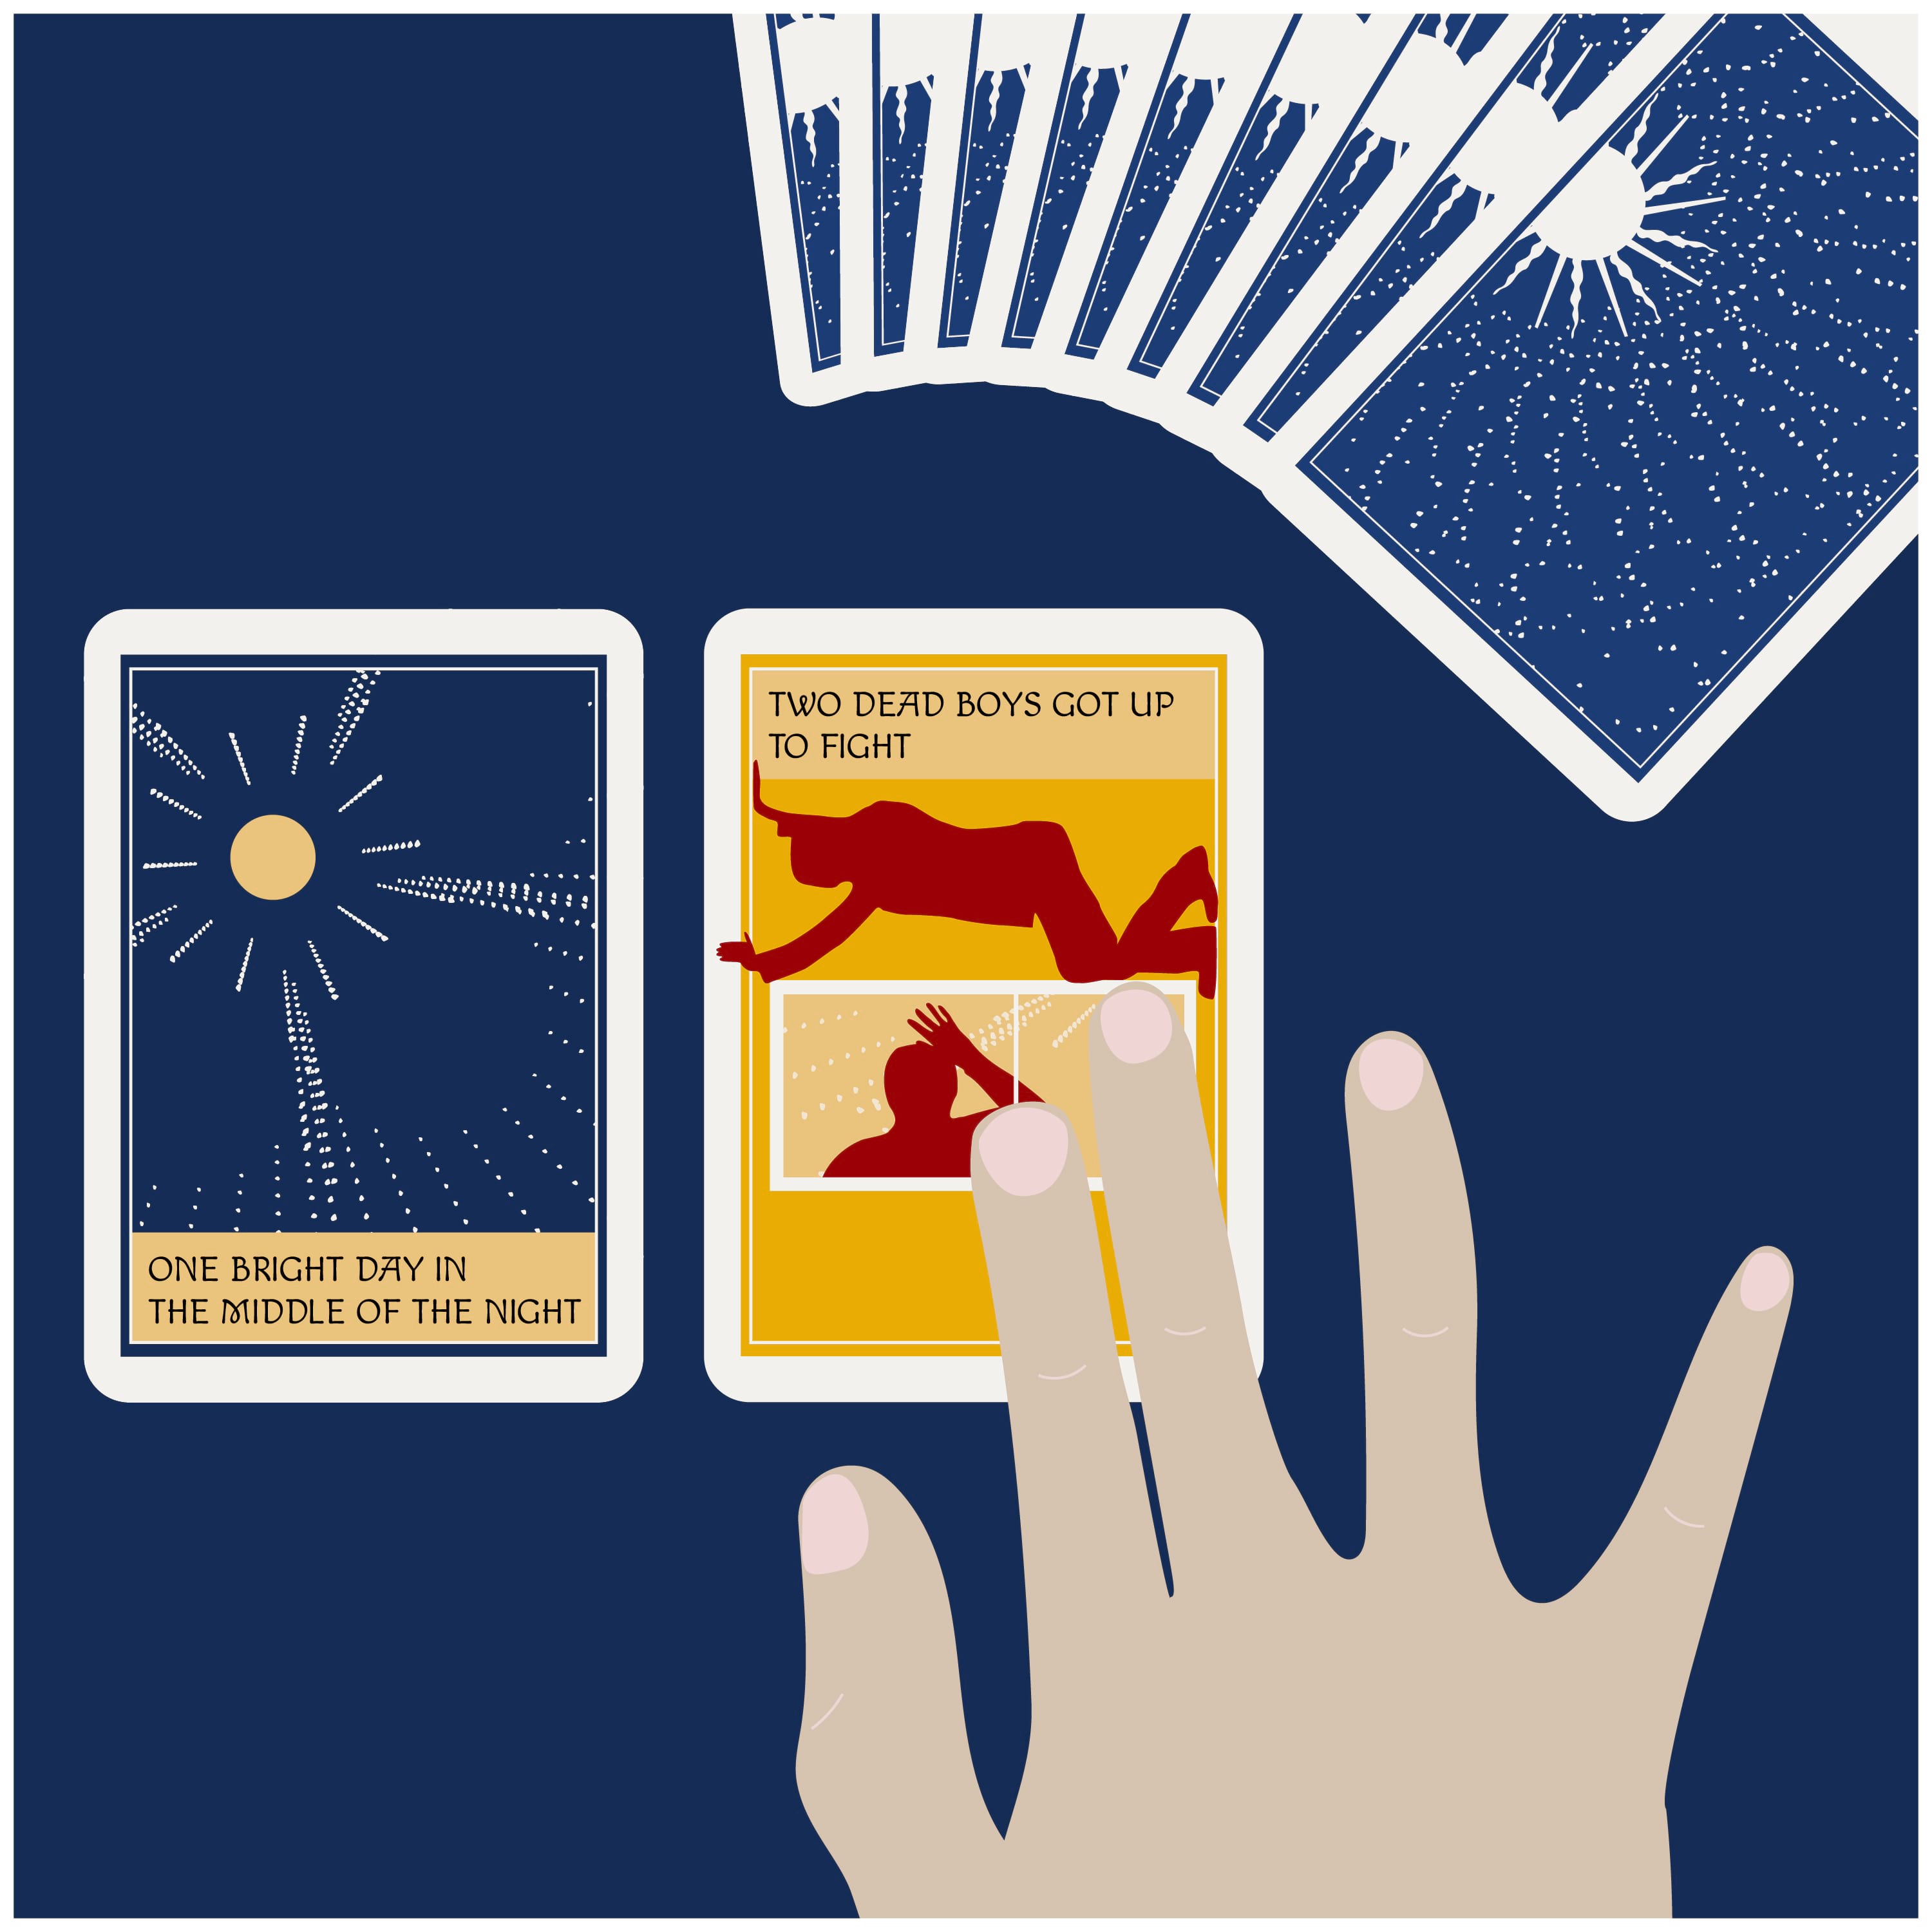 ONE BRIGHT DAY IN
THE MIDDLE OF THE NIGHT
TWO DEAD BOYS GOT UP
TO FIGHT